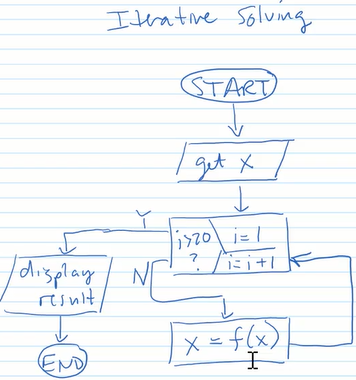 Iterative Solving
START
get x
i>20
?
i=1
i=i+1
Y
N
display
result
x = f(x)
END